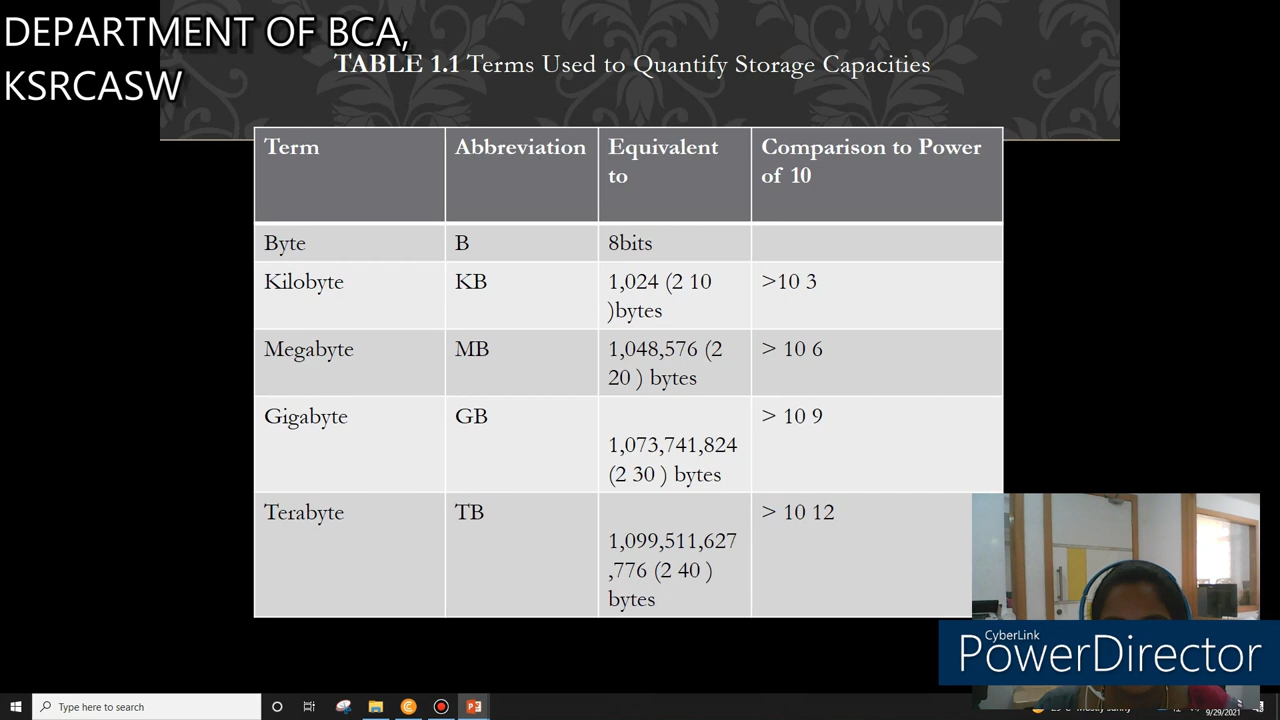 DEPARTMENT OF BCA,
KSRCASW
TABLE 1.1 Terms Used to Quantify Storage Capacities
Term Abbreviation Equivalent to Comparison to Power of 10
Byte B 8bits
Kilobyte KB 1,024 (2 10 )bytes >10 3
Megabyte MB 1,048,576 (2 20 ) bytes > 10 6
Gigabyte GB 1,073,741,824 (2 30 ) bytes > 10 9
Terabyte TB 1,099,511,627,776 (2 40 ) bytes > 10 12
CyberLink
PowerDirector
Type here to search
9/29/2021